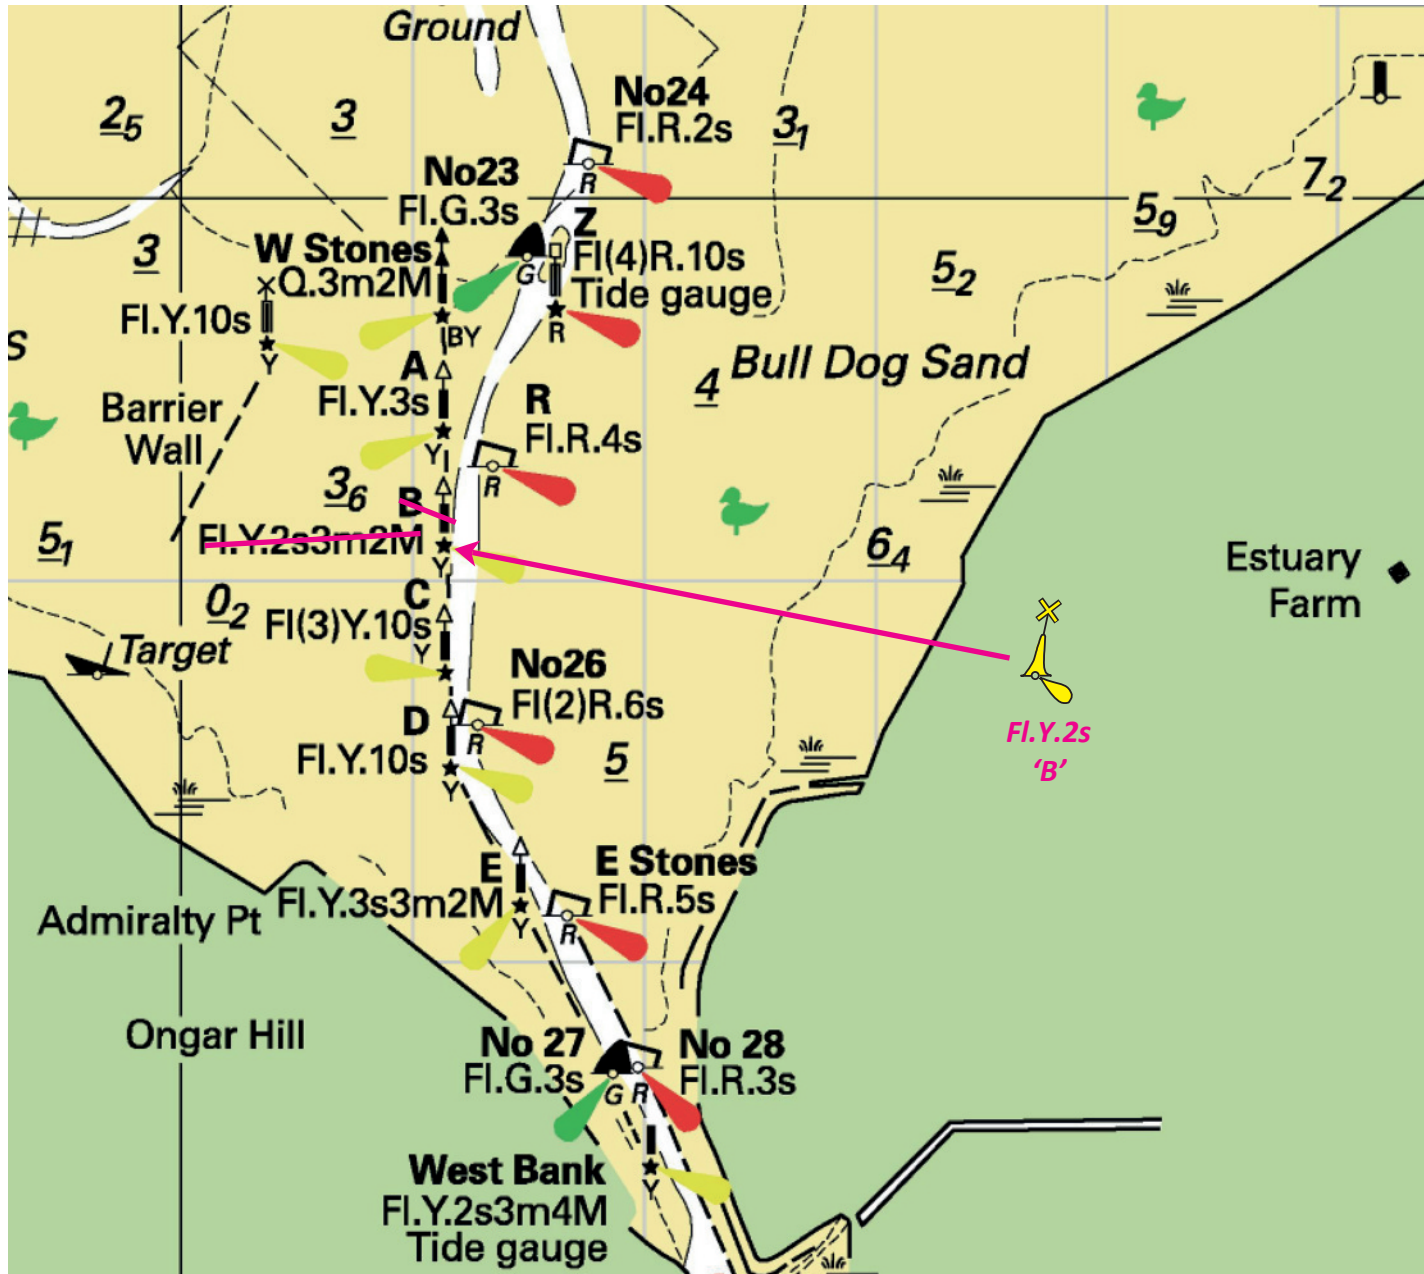 Ground
No24
Fl.R.2s
2₅
3
3₁
R
7₂
No23
Fl.G.3s
5₉
Z
W Stones
Q.3m2M
3
Fl(4)R.10s
Tide gauge
G
5₂
Fl.Y.10s
BY
R
S
Y
A
Bull Dog Sand
4
Fl.Y.3s
Barrier
Wall
R
Fl.R.4s
Y
3₆
R
B
Fl.Y.2s3m2M
5₁
Y
6₄
Estuary
Farm
0₂
C
Fl(3)Y.10s
Y
Target
No26
Fl(2)R.6s
D
R
Fl.Y.2s
‘B’
Fl.Y.10s
5
Y
E
E Stones
Fl.R.5s
Fl.Y.3s3m2M
Admiralty Pt
Y
R
Ongar Hill
No 27
Fl.G.3s
No 28
Fl.R.3s
G
R
West Bank
Fl.Y.2s3m4M
Tide gauge
Y